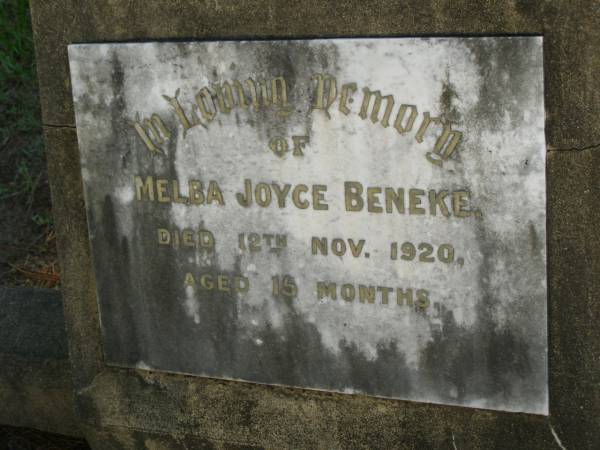 In Loving Memory
OF
MELBA JOYCE BENEKE.
DIED 12TH NOV. 1920,
AGED 15 MONTHS.